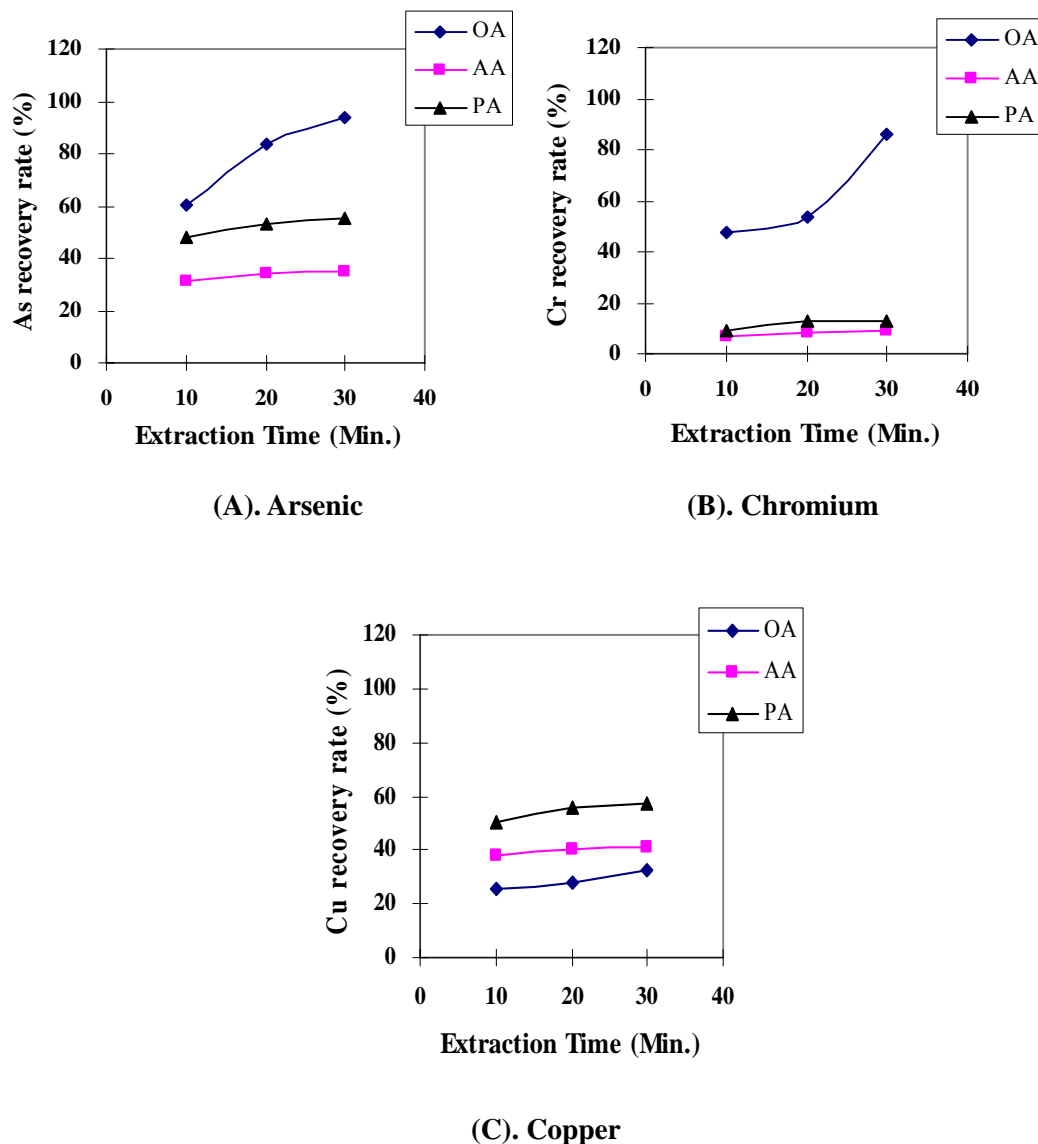 OA
AA
PA
120
100
80
60
40
20
0
As recovery rate (%)
0 10 20 30 40
Extraction Time (Min.)
(A). Arsenic
OA
AA
PA
120
100
80
60
40
20
0
Cr recovery rate (%)
0 10 20 30 40
Extraction Time (Min.)
(B). Chromium
OA
AA
PA
120
100
80
60
40
20
0
Cu recovery rate (%)
0 10 20 30 40
Extraction Time (Min.)
(C). Copper